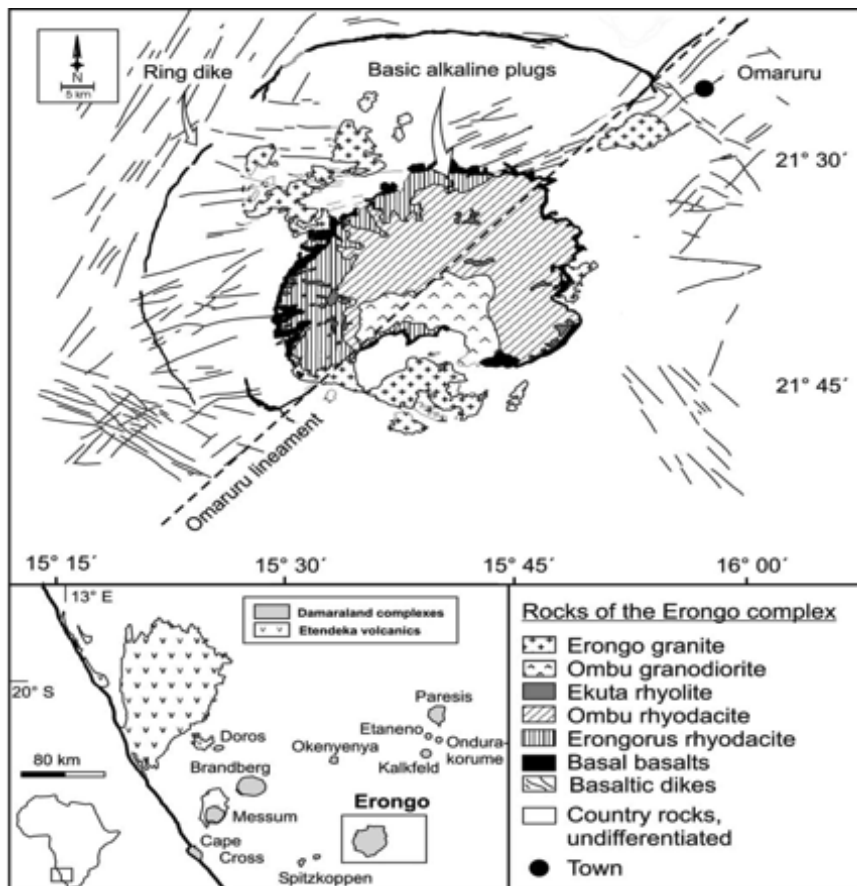 N
5 km
Ring dike
Basic alkaline plugs
Omaruru
21° 30´
21° 45´
Omaruru lineament
15° 15´
15° 30´
15° 45´
16° 00´
13° E
20° S
Damaraland complexes
Etendeka volcanics
80 km
Doros
Brandberg
Messum
Cape
Cross
Okenyenya
Spitzkoppen
Paresis
Etaneno
Ondura-
korume
Kalkfeld
Erongo
Rocks of the Erongo complex
Erongo granite
Ombu granodiorite
Ekuta rhyolite
Ombu rhyodacite
Erongorus rhyodacite
Basal basalts
Basaltic dikes
Country rocks,
undifferentiated
Town